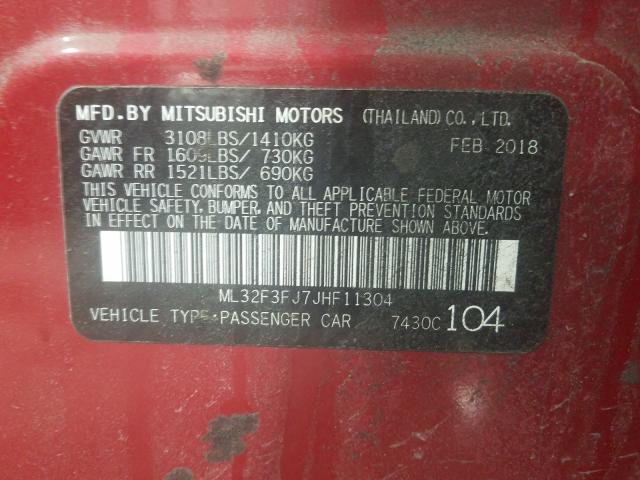 MFD.BY MITSUBISHI MOTORS (THAILAND) CO., LTD.
GVWR 3108LBS/1410KG FEB 2018
GAWR FR 1609LBS/ 730KG
GAWR RR 1521LBS/ 690KG
THIS VEHICLE CONFORMS TO ALL APPLICABLE FEDERAL MOTOR
VEHICLE SAFETY, BUMPER, AND THEFT PREVENTION STANDARDS
IN EFFECT ON THE DATE OF MANUFACTURE SHOWN ABOVE.
ML32F3FJ7JHF11304
VEHICLE TYPE:PASSENGER CAR 7430C 104